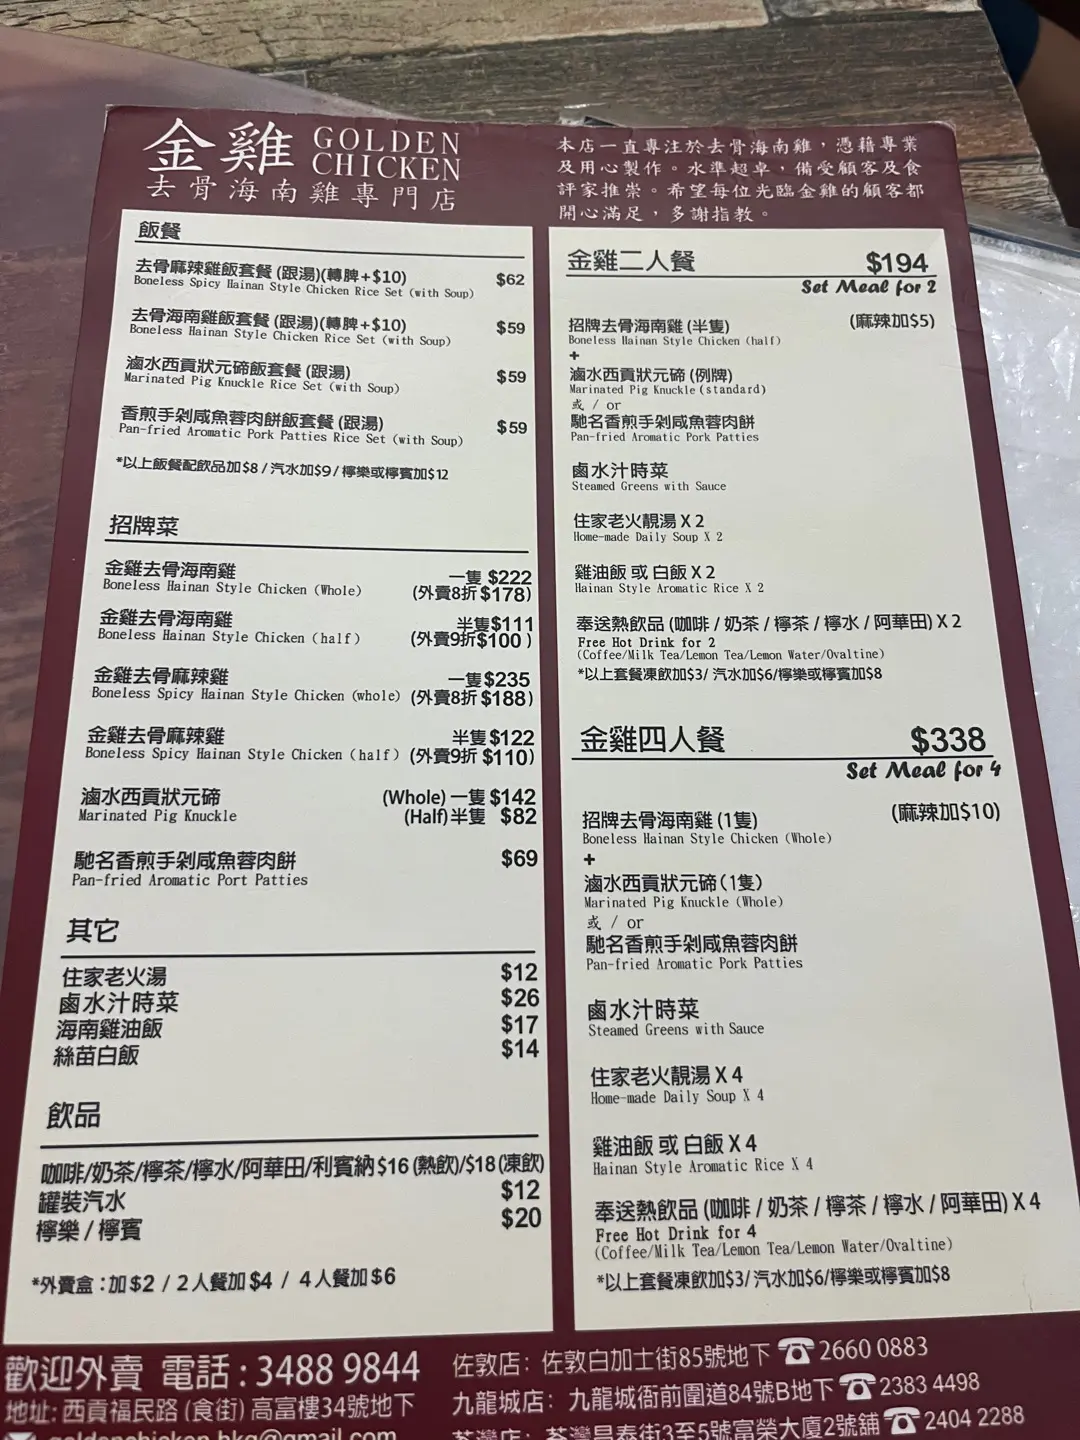 金雞 GOLDEN CHICKEN
去骨海南雞專門店
本店一直專注於去骨海南雞，憑藉專業
及用心製作。水準超卓，備受顧客及食
評家推崇。希望每位光臨金雞的顧客都
開心滿足，多謝指教。
飯餐
去骨麻辣雞飯套餐 (跟湯)(轉脾+$10) $62
Boneless Spicy Hainan Style Chicken Rice Set (with Soup)
去骨海南雞飯套餐 (跟湯)(轉脾+$10) $59
Boneless Hainan Style Chicken Rice Set (with Soup)
滷水西貢狀元碲飯套餐 (跟湯) $59
Marinated Pig Knuckle Rice Set (with Soup)
香煎手剁咸魚蓉肉餅飯套餐 (跟湯) $59
Pan-fried Aromatic Pork Patties Rice Set (with Soup)
*以上飯餐配飲品加$8 / 汽水加$9 / 檸樂或檸賓加$12
招牌菜
金雞去骨海南雞 一隻 $222
Boneless Hainan Style Chicken (Whole) (外賣8折 $178)
金雞去骨海南雞 半隻 $111
Boneless Hainan Style Chicken (half) (外賣9折 $100 )
金雞去骨麻辣雞 一隻 $235
Boneless Spicy Hainan Style Chicken (whole) (外賣8折 $188)
金雞去骨麻辣雞 半隻 $122
Boneless Spicy Hainan Style Chicken (half) (外賣9折 $110)
滷水西貢狀元碲 (Whole) 一隻 $142
Marinated Pig Knuckle (Half) 半隻 $82
馳名香煎手剁咸魚蓉肉餅 $69
Pan-fried Aromatic Port Patties
其它
住家老火湯 $12
鹵水汁時菜 $26
海南雞油飯 $17
絲苗白飯 $14
飲品
咖啡/奶茶/檸茶/檸水/阿華田/利賓納 $16 (熱飲)/$18 (凍飲)
罐裝汽水 $12
檸樂 / 檸賓 $20
*外賣盒：加 $2 / 2人餐加 $4 / 4人餐加 $6
金雞二人餐 $194
Set Meal for 2
招牌去骨海南雞 (半隻) (麻辣加$5)
Boneless Hainan Style Chicken (half)
+
滷水西貢狀元碲 (例牌)
Marinated Pig Knuckle (standard)
或 / or
馳名香煎手剁咸魚蓉肉餅
Pan-fried Aromatic Pork Patties
鹵水汁時菜
Steamed Greens with Sauce
住家老火靚湯 X 2
Home-made Daily Soup X 2
雞油飯 或 白飯 X 2
Hainan Style Aromatic Rice X 2
奉送熱飲品 (咖啡 / 奶茶 / 檸茶 / 檸水 / 阿華田) X 2
Free Hot Drink for 2
(Coffee/Milk Tea/Lemon Tea/Lemon Water/Ovaltine)
*以上套餐凍飲加$3/ 汽水加$6/檸樂或檸賓加$8
金雞四人餐 $338
Set Meal for 4
招牌去骨海南雞 (1隻) (麻辣加$10)
Boneless Hainan Style Chicken (Whole)
+
滷水西貢狀元碲 (1隻)
Marinated Pig Knuckle (Whole)
或 / or
馳名香煎手剁咸魚蓉肉餅
Pan-fried Aromatic Pork Patties
鹵水汁時菜
Steamed Greens with Sauce
住家老火靚湯 X 4
Home-made Daily Soup X 4
雞油飯 或 白飯 X 4
Hainan Style Aromatic Rice X 4
奉送熱飲品 (咖啡 / 奶茶 / 檸茶 / 檸水 / 阿華田) X 4
Free Hot Drink for 4
(Coffee/Milk Tea/Lemon Tea/Lemon Water/Ovaltine)
*以上套餐凍飲加$3/ 汽水加$6/檸樂或檸賓加$8
歡迎外賣 電話 : 3488 9844
地址: 西貢福民路 (食街) 高富樓34號地下
goldenchicken.hkg@gmail.com
佐敦店: 佐敦白加士街85號地下 ☎ 2660 0883
九龍城店: 九龍城衙前圍道84號B地下 ☎ 2383 4498
荃灣店: 荃灣昌泰街3至5號富榮大廈2號舖 ☎ 2404 2288